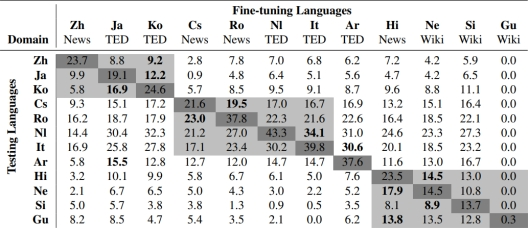 Fine-tuning Languages
Zh Ja Ko Cs Ro Nl It Ar Hi Ne Si Gu
Domain News TED TED News News TED TED TED News Wiki Wiki Wiki
Testing Languages
Zh 23.7 8.8 9.2 2.8 7.8 7.0 6.8 6.2 7.2 4.2 5.9 0.0
Ja 9.9 19.1 12.2 0.9 4.8 6.4 5.1 5.6 4.7 4.2 6.5 0.0
Ko 5.8 16.9 24.6 5.7 8.5 9.5 9.1 8.7 9.6 8.8 11.1 0.0
Cs 9.3 15.1 17.2 21.6 19.5 17.0 16.7 16.9 13.2 15.1 16.4 0.0
Ro 16.2 18.7 17.9 23.0 37.8 22.3 21.6 22.6 16.4 18.5 22.1 0.0
Nl 14.4 30.4 32.3 21.2 27.0 43.3 34.1 31.0 24.6 23.3 27.3 0.0
It 16.9 25.8 27.8 17.1 23.4 30.2 39.8 30.6 20.1 18.5 23.2 0.0
Ar 5.8 15.5 12.8 12.7 12.0 14.7 14.7 37.6 11.6 13.0 16.7 0.0
Hi 3.2 10.1 9.9 5.8 6.7 6.1 5.0 7.6 23.5 14.5 13.0 0.0
Ne 2.1 6.7 6.5 5.0 4.3 3.0 2.2 5.2 17.9 14.5 10.8 0.0
Si 5.0 5.7 3.8 3.8 1.3 0.9 0.5 3.5 8.1 8.9 13.7 0.0
Gu 8.2 8.5 4.7 5.4 3.5 2.1 0.0 6.2 13.8 13.5 12.8 0.3